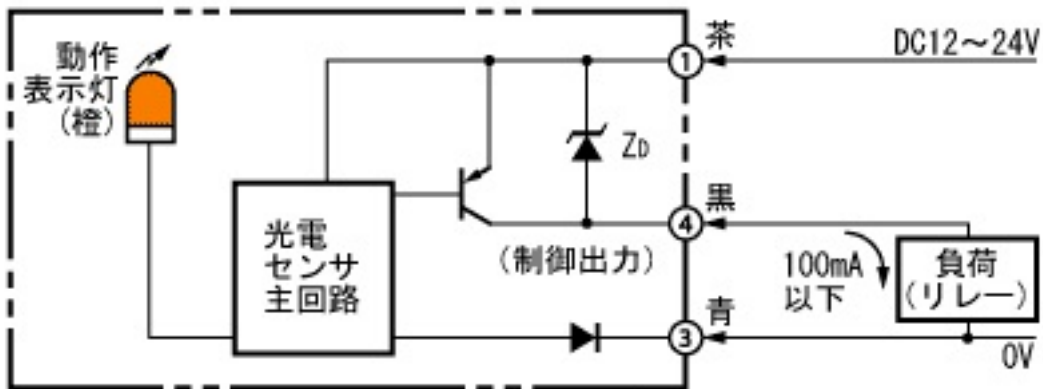 動作
表示灯
(橙)
光電
センサ
主回路
ZD
(制御出力)
①
茶
DC12～24V
④
黒
100mA
以下
負荷
(リレー)
③
青
0V